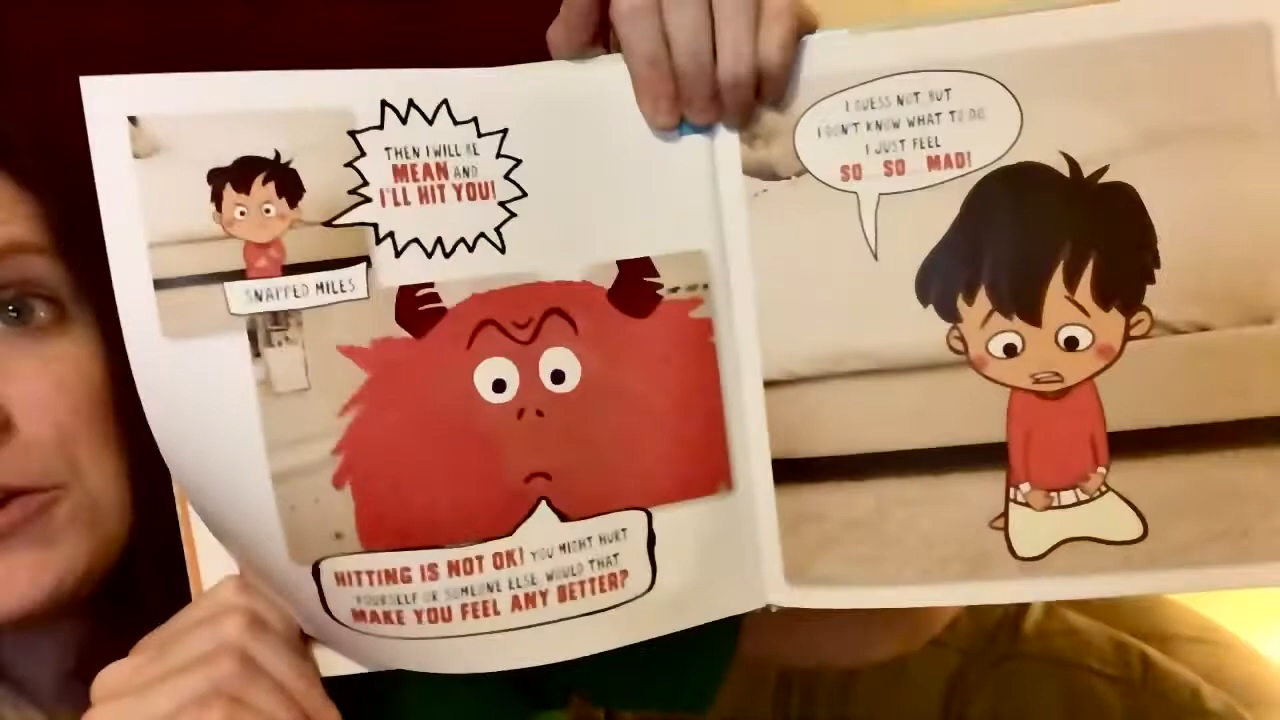 THEN I WILL BE
MEAN AND
I'LL HIT YOU!
SNAPPED MILES
HITTING IS NOT OK! YOU MIGHT HURT
YOURSELF OR SOMEONE ELSE. WOULD THAT
MAKE YOU FEEL ANY BETTER?
I GUESS NOT, BUT
I DON'T KNOW WHAT TO DO.
I JUST FEEL
SO... SO... MAD!